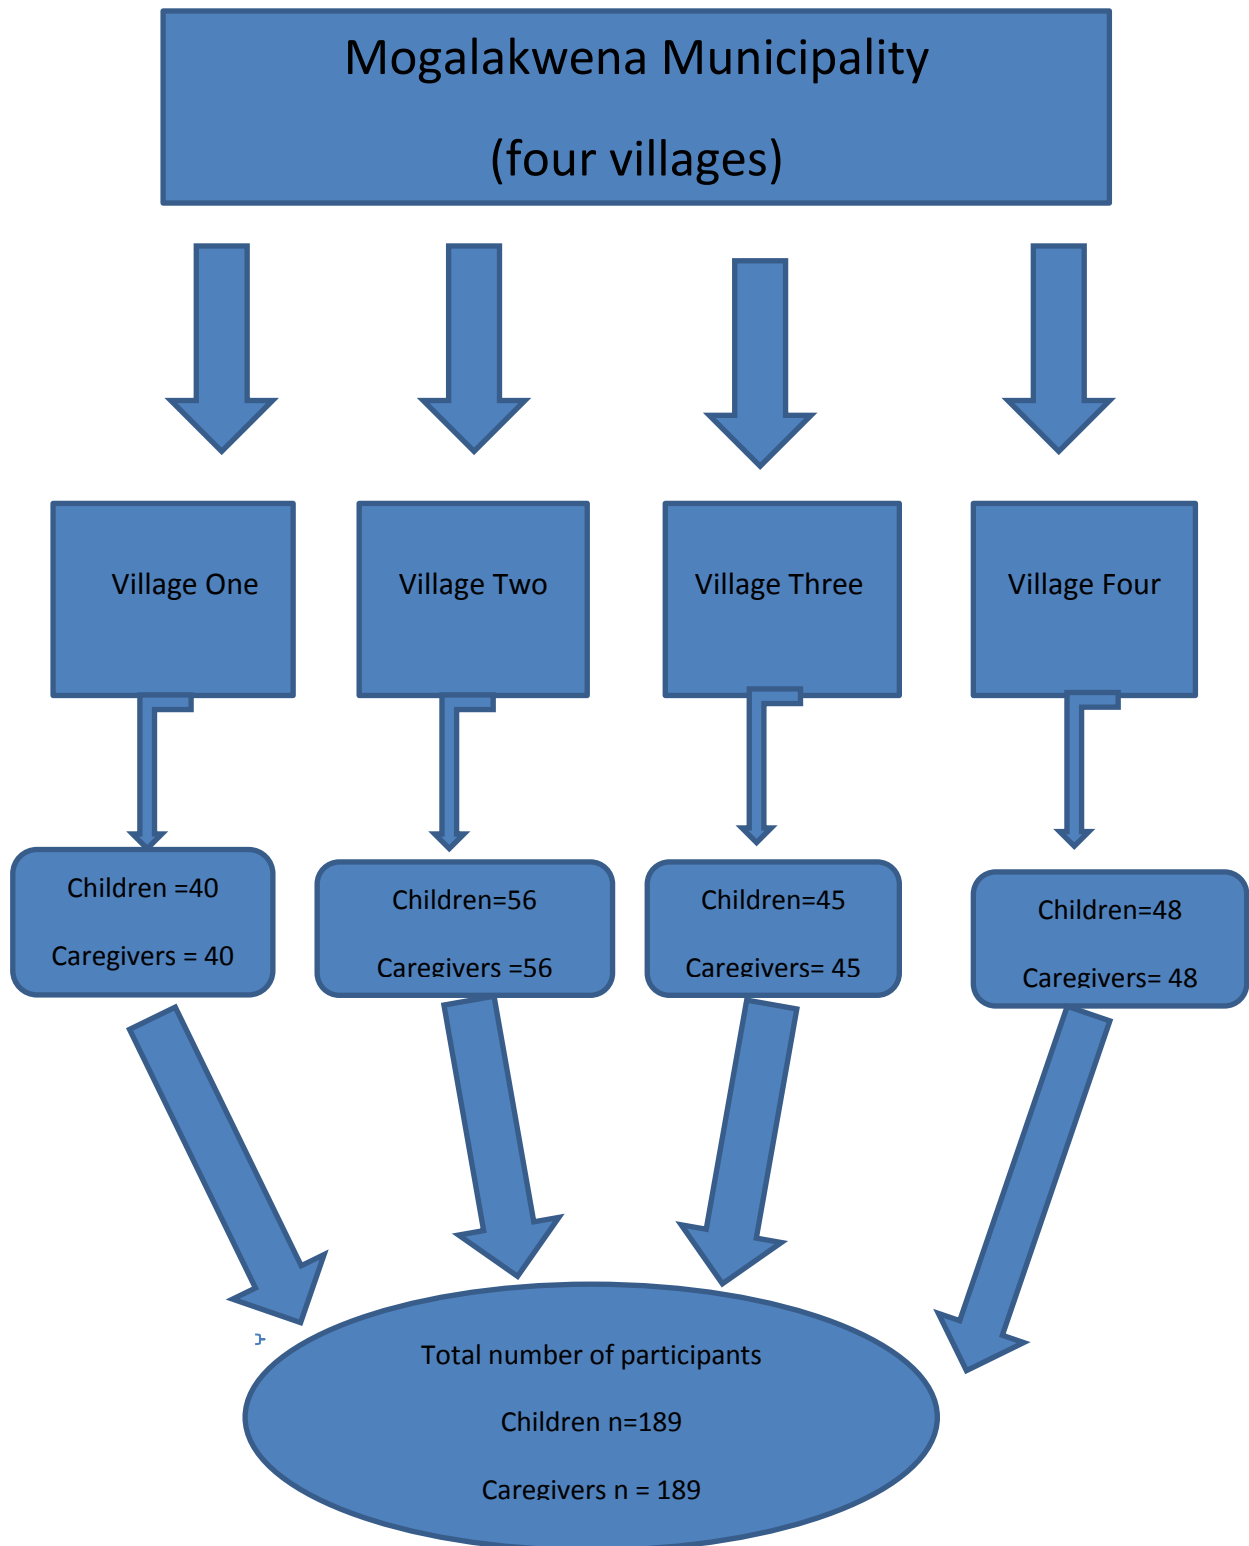 Mogalakwena Municipality
(four villages)
Village One
Village Two
Village Three
Village Four
Children =40
Caregivers = 40
Children=56
Caregivers =56
Children=45
Caregivers= 45
Children=48
Caregivers= 48
Total number of participants
Children n=189
Caregivers n = 189